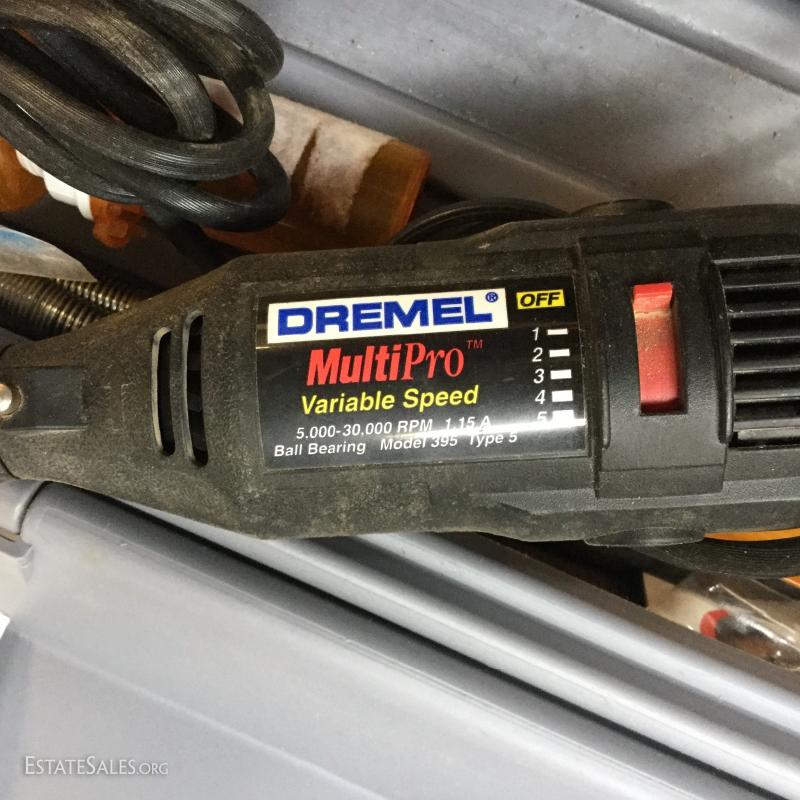 DREMEL®
OFF
MultiPro™
Variable Speed
5,000-30,000 RPM 1.15 A
Ball Bearing Model 395 Type 5
1
2
3
4
5
ESTATESALES.ORG